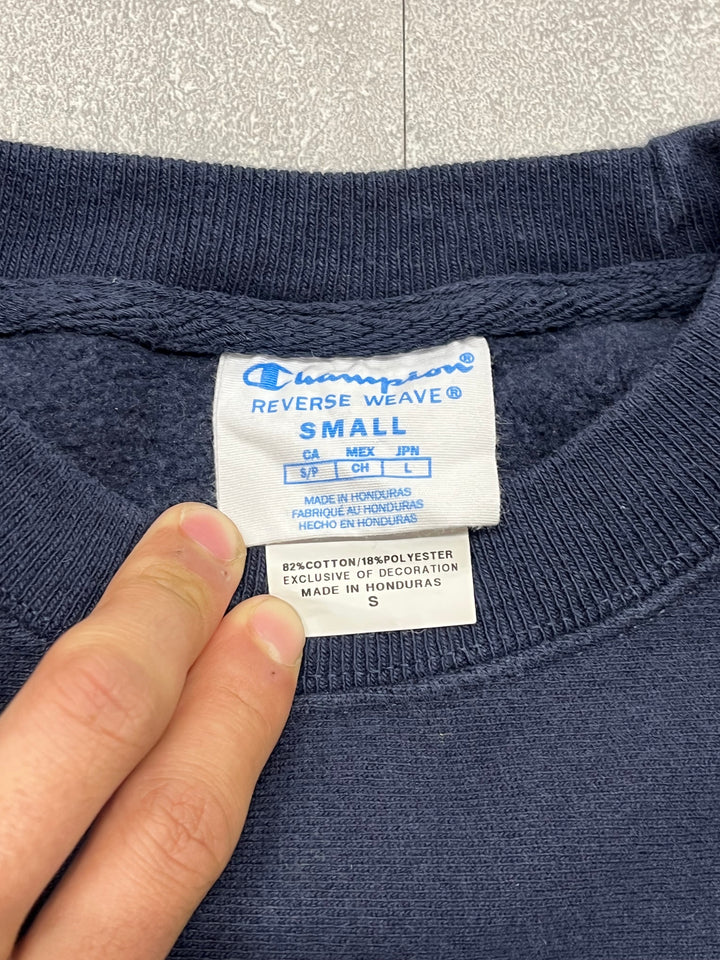 Champion®
REVERSE WEAVE®
SMALL
CA MEX JPN
S/P CH L
MADE IN HONDURAS
FABRIQUÉ AU HONDURAS
HECHO EN HONDURAS
82%COTTON/18%POLYESTER
EXCLUSIVE OF DECORATION
MADE IN HONDURAS
S